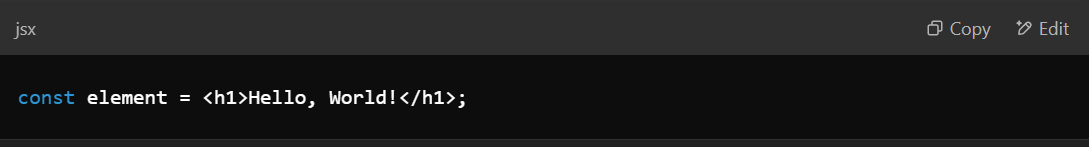 jsx Copy Edit
const element = <h1>Hello, World!</h1>;